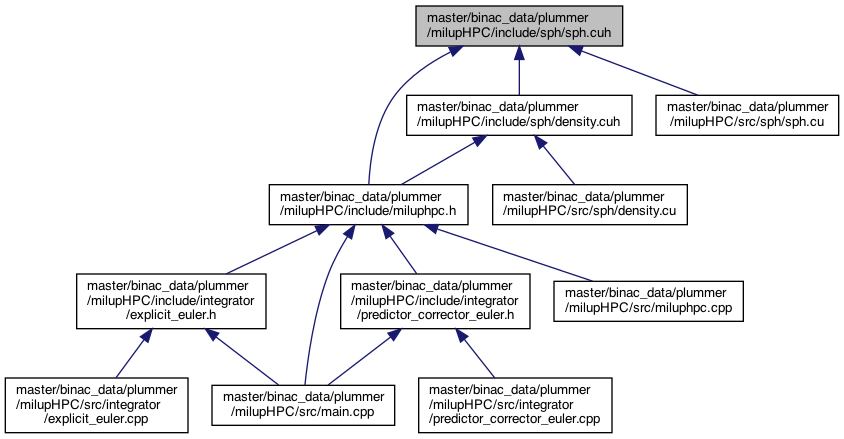 master/binac_data/plummer
/milupHPC/include/sph/sph.cuh
master/binac_data/plummer
/milupHPC/include/sph/density.cuh
master/binac_data/plummer
/milupHPC/src/sph/sph.cu
master/binac_data/plummer
/milupHPC/include/miluphpc.h
master/binac_data/plummer
/milupHPC/src/sph/density.cu
master/binac_data/plummer
/milupHPC/include/integrator
/explicit_euler.h
master/binac_data/plummer
/milupHPC/include/integrator
/predictor_corrector_euler.h
master/binac_data/plummer
/milupHPC/src/miluphpc.cpp
master/binac_data/plummer
/milupHPC/src/integrator
/explicit_euler.cpp
master/binac_data/plummer
/milupHPC/src/main.cpp
master/binac_data/plummer
/milupHPC/src/integrator
/predictor_corrector_euler.cpp